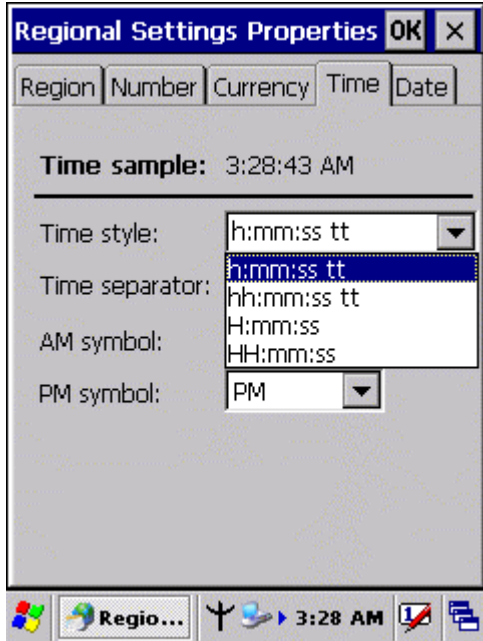 Regional Settings Properties OK ×
Region Number Currency Time Date
Time sample: 3:28:43 AM
Time style: h:mm:ss tt
h:mm:ss tt
Time separator:
hh:mm:ss tt
H:mm:ss
AM symbol:
HH:mm:ss
PM symbol: PM
Regio... 3:28 AM